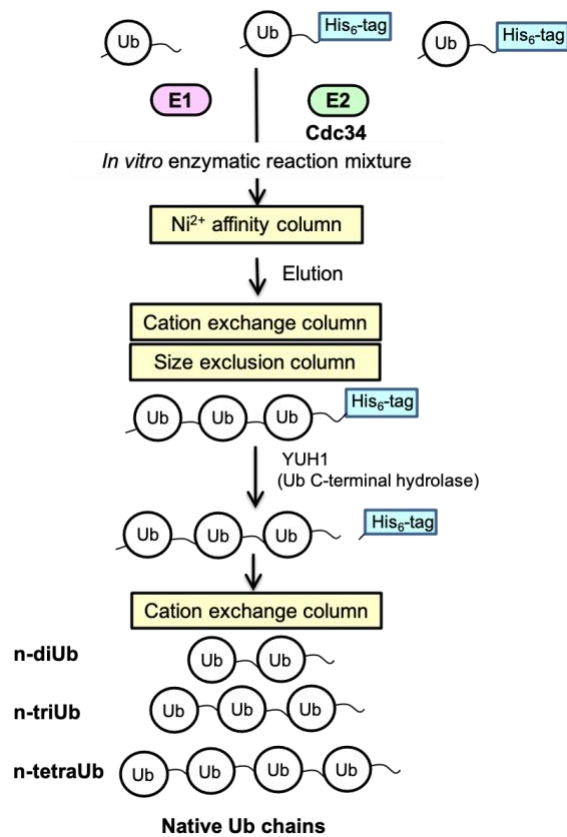 Ub
Ub
His6-tag
Ub
His6-tag
E1
E2
Cdc34
In vitro enzymatic reaction mixture
Ni2+ affinity column
Elution
Cation exchange column
Size exclusion column
Ub Ub Ub His6-tag
YUH1
(Ub C-terminal hydrolase)
Ub Ub Ub His6-tag
Cation exchange column
n-diUb Ub Ub
n-triUb Ub Ub Ub
n-tetraUb Ub Ub Ub Ub
Native Ub chains